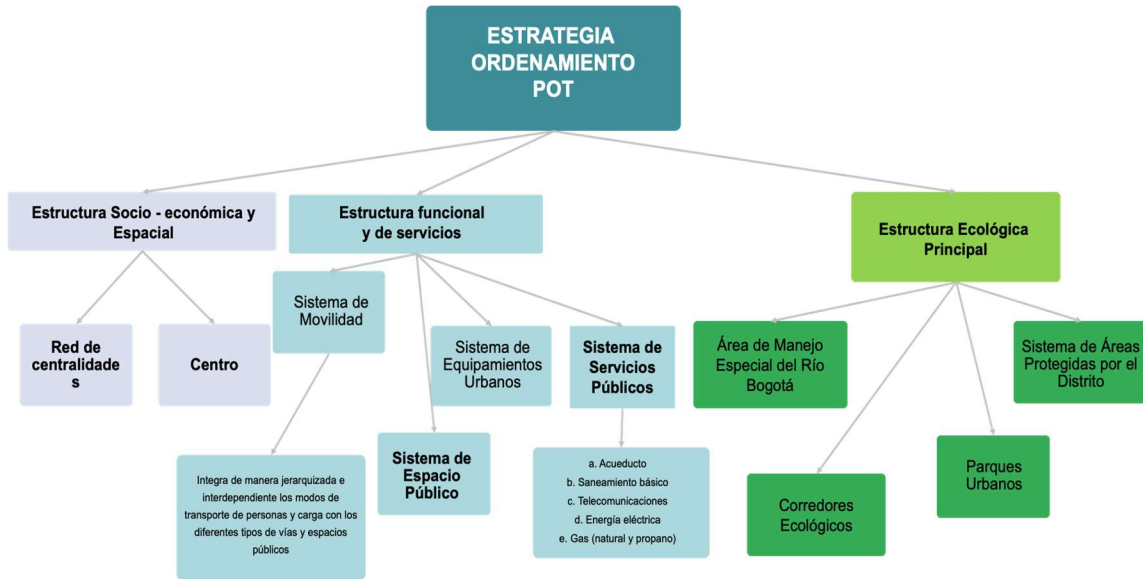 ESTRATEGIA
ORDENAMIENTO
POT
Estructura Socio - económica y
Espacial
Estructura funcional
y de servicios
Estructura Ecológica
Principal
Red de
centralidade
s
Centro
Sistema de
Movilidad
Sistema de
Equipamientos
Urbanos
Sistema de
Servicios
Públicos
Área de Manejo
Especial del Río
Bogotá
Sistema de Áreas
Protegidas por el
Distrito
Integra de manera jerarquizada e
interdependiente los modos de
transporte de personas y carga con los
diferentes tipos de vías y espacios
públicos
Sistema de
Espacio
Público
a. Acueducto
b. Saneamiento básico
c. Telecomunicaciones
d. Energía eléctrica
e. Gas (natural y propano)
Corredores
Ecológicos
Parques
Urbanos